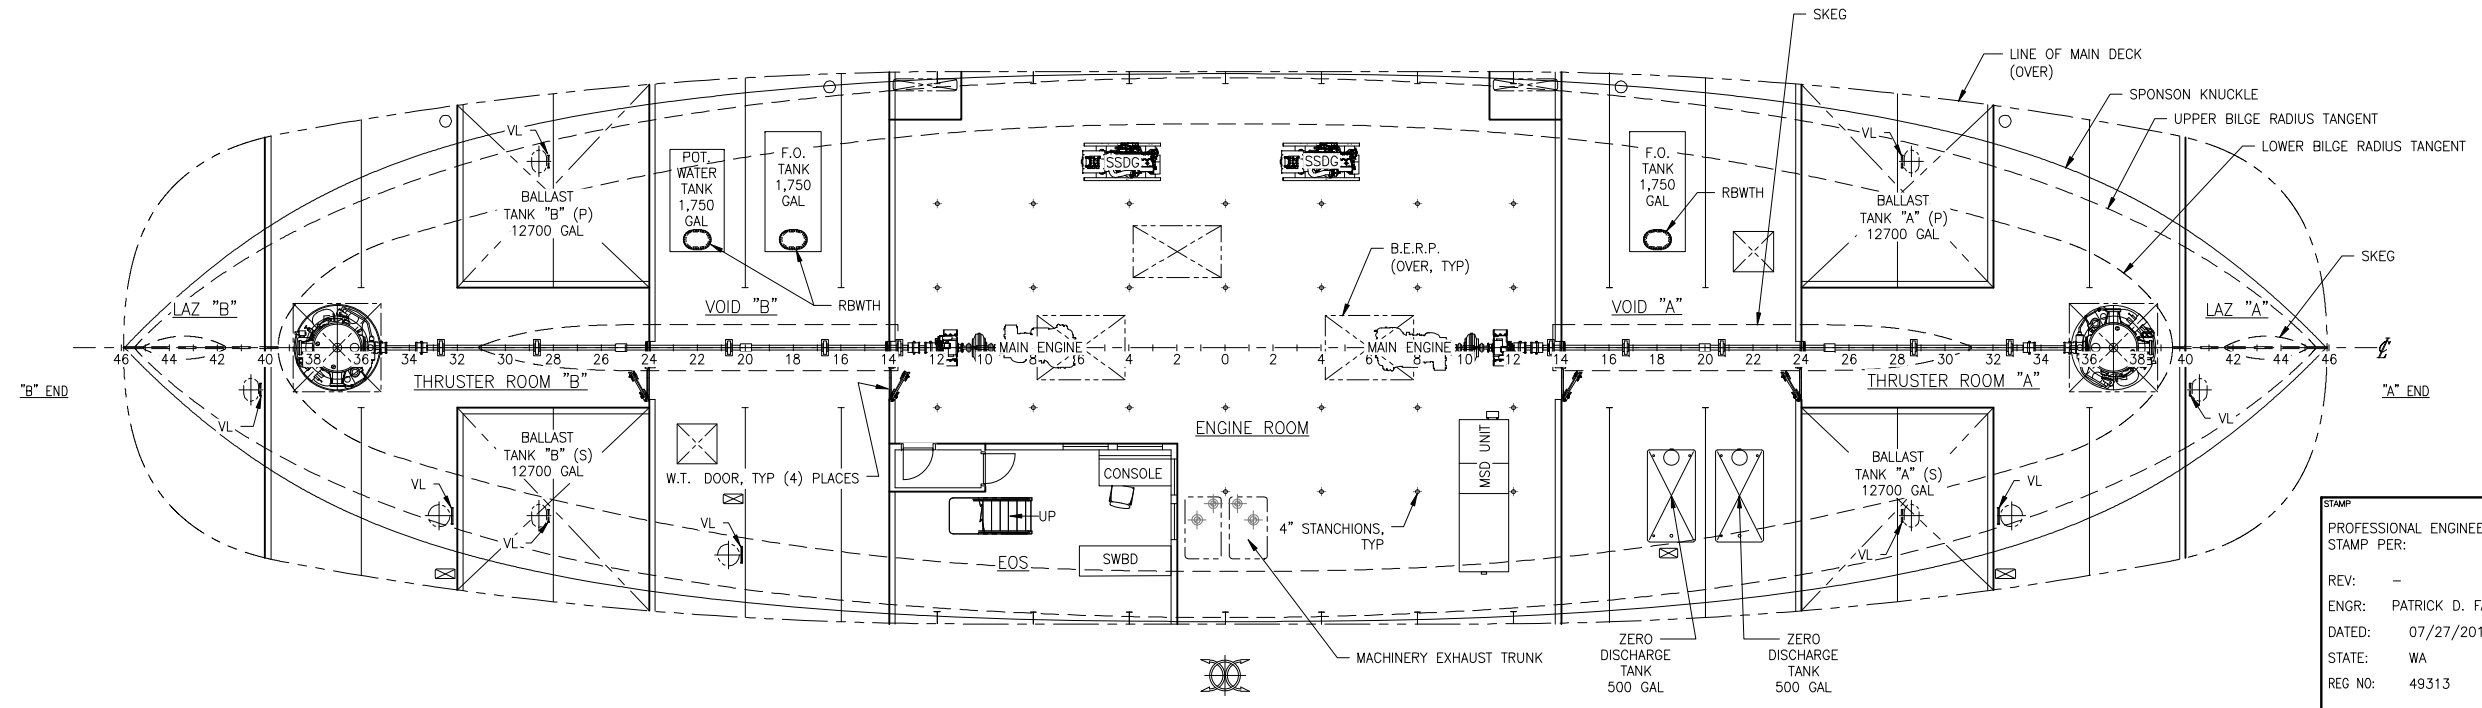 SKEG
LINE OF MAIN DECK
(OVER)
SPONSON KNUCKLE
UPPER BILGE RADIUS TANGENT
LOWER BILGE RADIUS TANGENT
VL
BALLAST
TANK "B" (P)
12700 GAL
POT.
WATER
TANK
1,750
GAL
F.O.
TANK
1,750
GAL
SSDG
SSDG
F.O.
TANK
1,750
GAL
RBWTH
VL
BALLAST
TANK "A" (P)
12700 GAL
B.E.R.P.
(OVER, TYP)
SKEG
LAZ "B"
VOID "B"
RBWTH
VOID "A"
LAZ "A"
46 44 42 40 38 36 34 32 30 28 26 24 22 20 18 16 14 12 10 MAIN ENGINE 6 4 2 0 2 4 6 MAIN ENGINE 10 12 14 16 18 20 22 24 26 28 30 32 34 36 38 40 42 44 46
THRUSTER ROOM "B"
THRUSTER ROOM "A"
"B" END
"A" END
VL
VL
ENGINE ROOM
BALLAST
TANK "B" (S)
12700 GAL
VL
VL
VL
W.T. DOOR, TYP (4) PLACES
CONSOLE
UP
SWBD
EOS
MSD UNIT
4" STANCHIONS,
TYP
BALLAST
TANK "A" (S)
12700 GAL
VL
VL
MACHINERY EXHAUST TRUNK
ZERO
DISCHARGE
TANK
500 GAL
ZERO
DISCHARGE
TANK
500 GAL
STAMP
PROFESSIONAL ENGINEE
STAMP PER:
REV: –
ENGR: PATRICK D. FA
DATED: 07/27/201
STATE: WA
REG NO: 49313